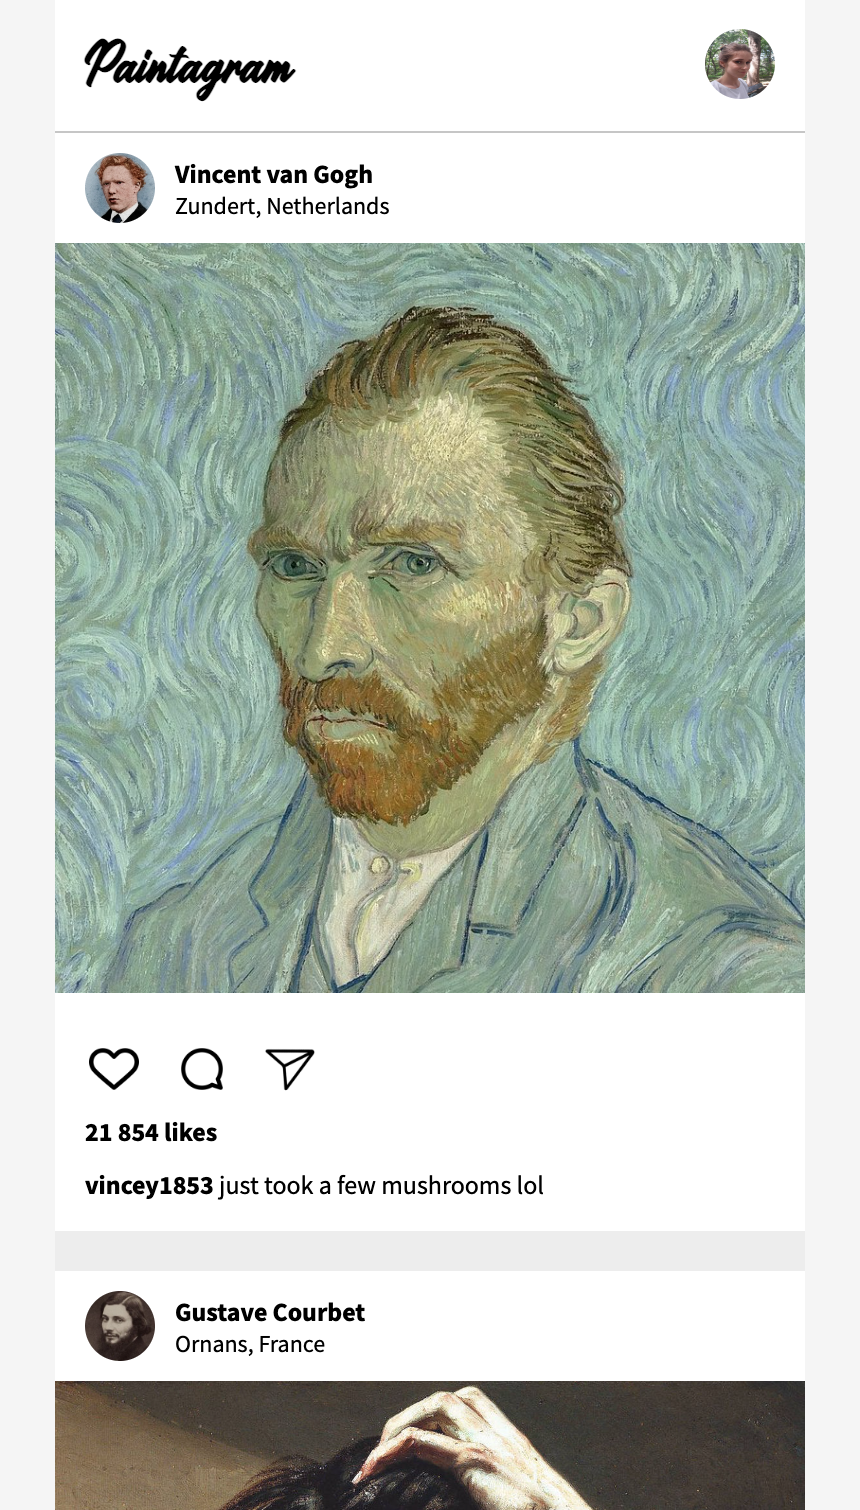 Paintagram
Vincent van Gogh
Zundert, Netherlands
21 854 likes
vincey1853 just took a few mushrooms lol
Gustave Courbet
Ornans, France